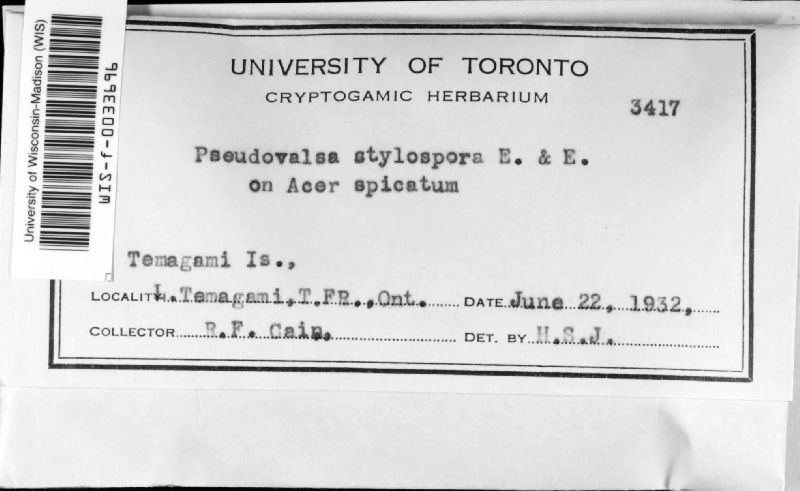 University of Wisconsin-Madison (WIS)
WIS-f-0033696
UNIVERSITY OF TORONTO
CRYPTOGAMIC HERBARIUM
3417
Pseudovalsa stylospora E. & E.
on Acer spicatum
Temagami Is.,
LOCALITY L. Temagami, T.FR., Ont. DATE June 22, 1932,
COLLECTOR R.F. Cain, DET. BY H.S.J.